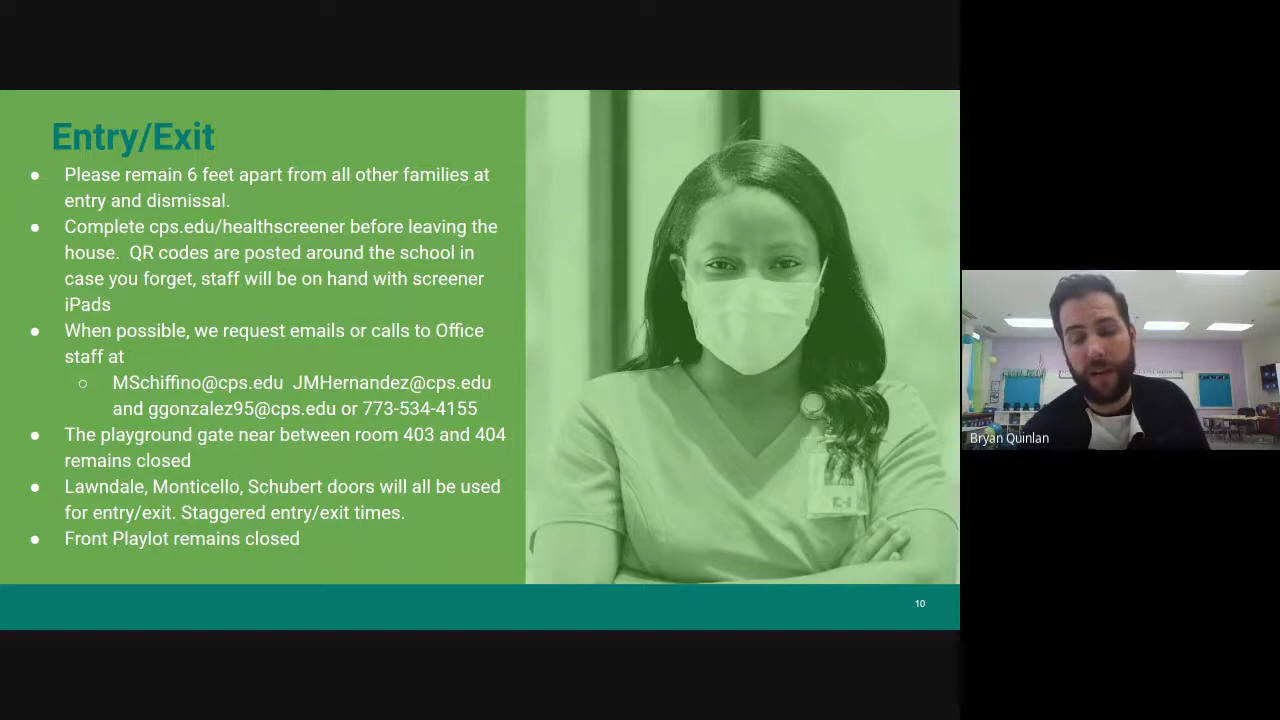 Entry/Exit
● Please remain 6 feet apart from all other families at
entry and dismissal.
● Complete cps.edu/healthscreener before leaving the
house.  QR codes are posted around the school in
case you forget, staff will be on hand with screener
iPads
● When possible, we request emails or calls to Office
staff at
○ MSchiffino@cps.edu  JMHernandez@cps.edu
and ggonzalez95@cps.edu or 773-534-4155
● The playground gate near between room 403 and 404
remains closed
● Lawndale, Monticello, Schubert doors will all be used
for entry/exit. Staggered entry/exit times.
● Front Playlot remains closed
10
Bryan Quinlan